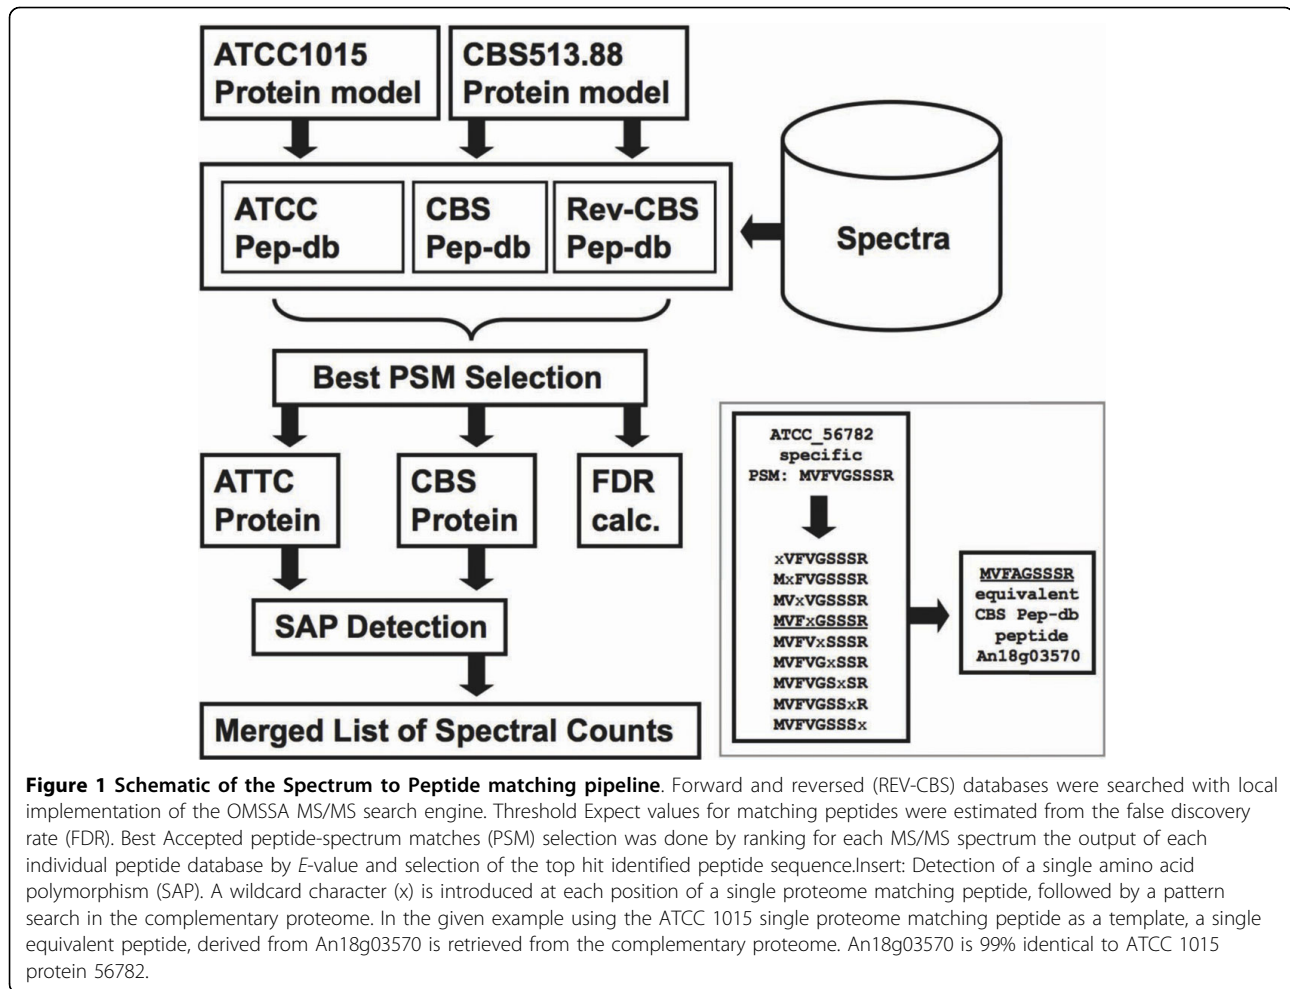 ATCC1015
Protein model
CBS513.88
Protein model
ATCC
Pep-db
CBS
Pep-db
Rev-CBS
Pep-db
Spectra
Best PSM Selection
ATTC
Protein
CBS
Protein
FDR
calc.
SAP Detection
Merged List of Spectral Counts
ATCC_56782
specific
PSM: MVFVGSSSR
xVFVGSSSR
MxFVGSSSR
MVxVGSSSR
MVFxGSSSR
MVFVxSSSR
MVFVGxSSR
MVFVGSxSR
MVFVGSSxR
MVFVGSSSx
MVFAGSSSR
equivalent
CBS Pep-db
peptide
An18g03570
Figure 1 Schematic of the Spectrum to Peptide matching pipeline. Forward and reversed (REV-CBS) databases were searched with local
implementation of the OMSSA MS/MS search engine. Threshold Expect values for matching peptides were estimated from the false discovery
rate (FDR). Best Accepted peptide-spectrum matches (PSM) selection was done by ranking for each MS/MS spectrum the output of each
individual peptide database by E-value and selection of the top hit identified peptide sequence.Insert: Detection of a single amino acid
polymorphism (SAP). A wildcard character (x) is introduced at each position of a single proteome matching peptide, followed by a pattern
search in the complementary proteome. In the given example using the ATCC 1015 single proteome matching peptide as a template, a single
equivalent peptide, derived from An18g03570 is retrieved from the complementary proteome. An18g03570 is 99% identical to ATCC 1015
protein 56782.